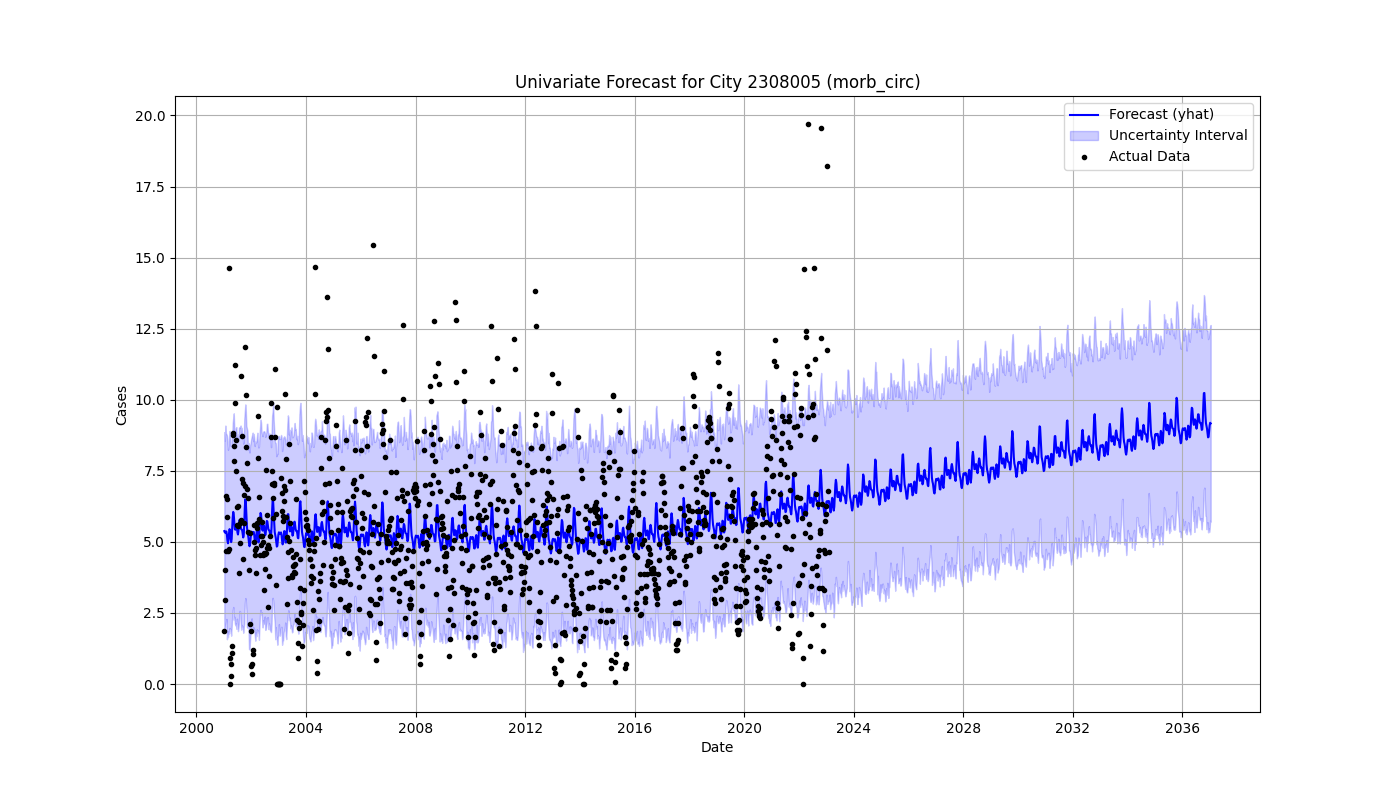 Univariate Forecast for City 2308005 (morb_circ)
Forecast (yhat)
Uncertainty Interval
Actual Data
Cases
20.0
17.5
15.0
12.5
10.0
7.5
5.0
2.5
0.0
2000 2004 2008 2012 2016 2020 2024 2028 2032 2036
Date